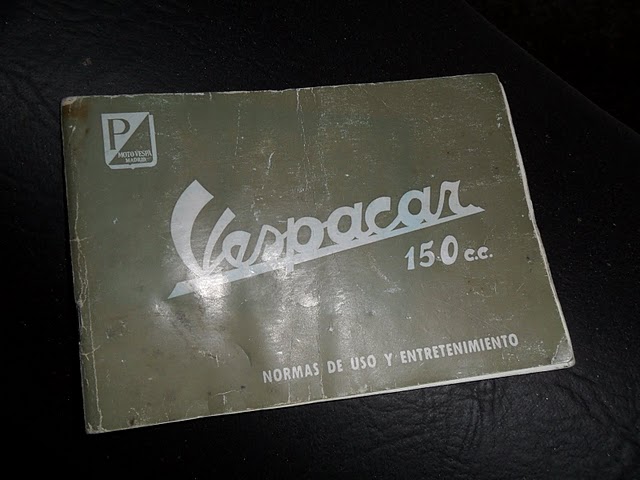 P
MOTO VESPA
MADRID
Vespacar
150 c.c.
NORMAS DE USO Y ENTRETENIMIENTO